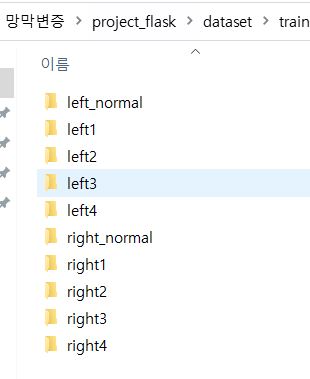 망막변증 > project_flask > dataset > train
이름
left_normal
left1
left2
left3
left4
right_normal
right1
right2
right3
right4